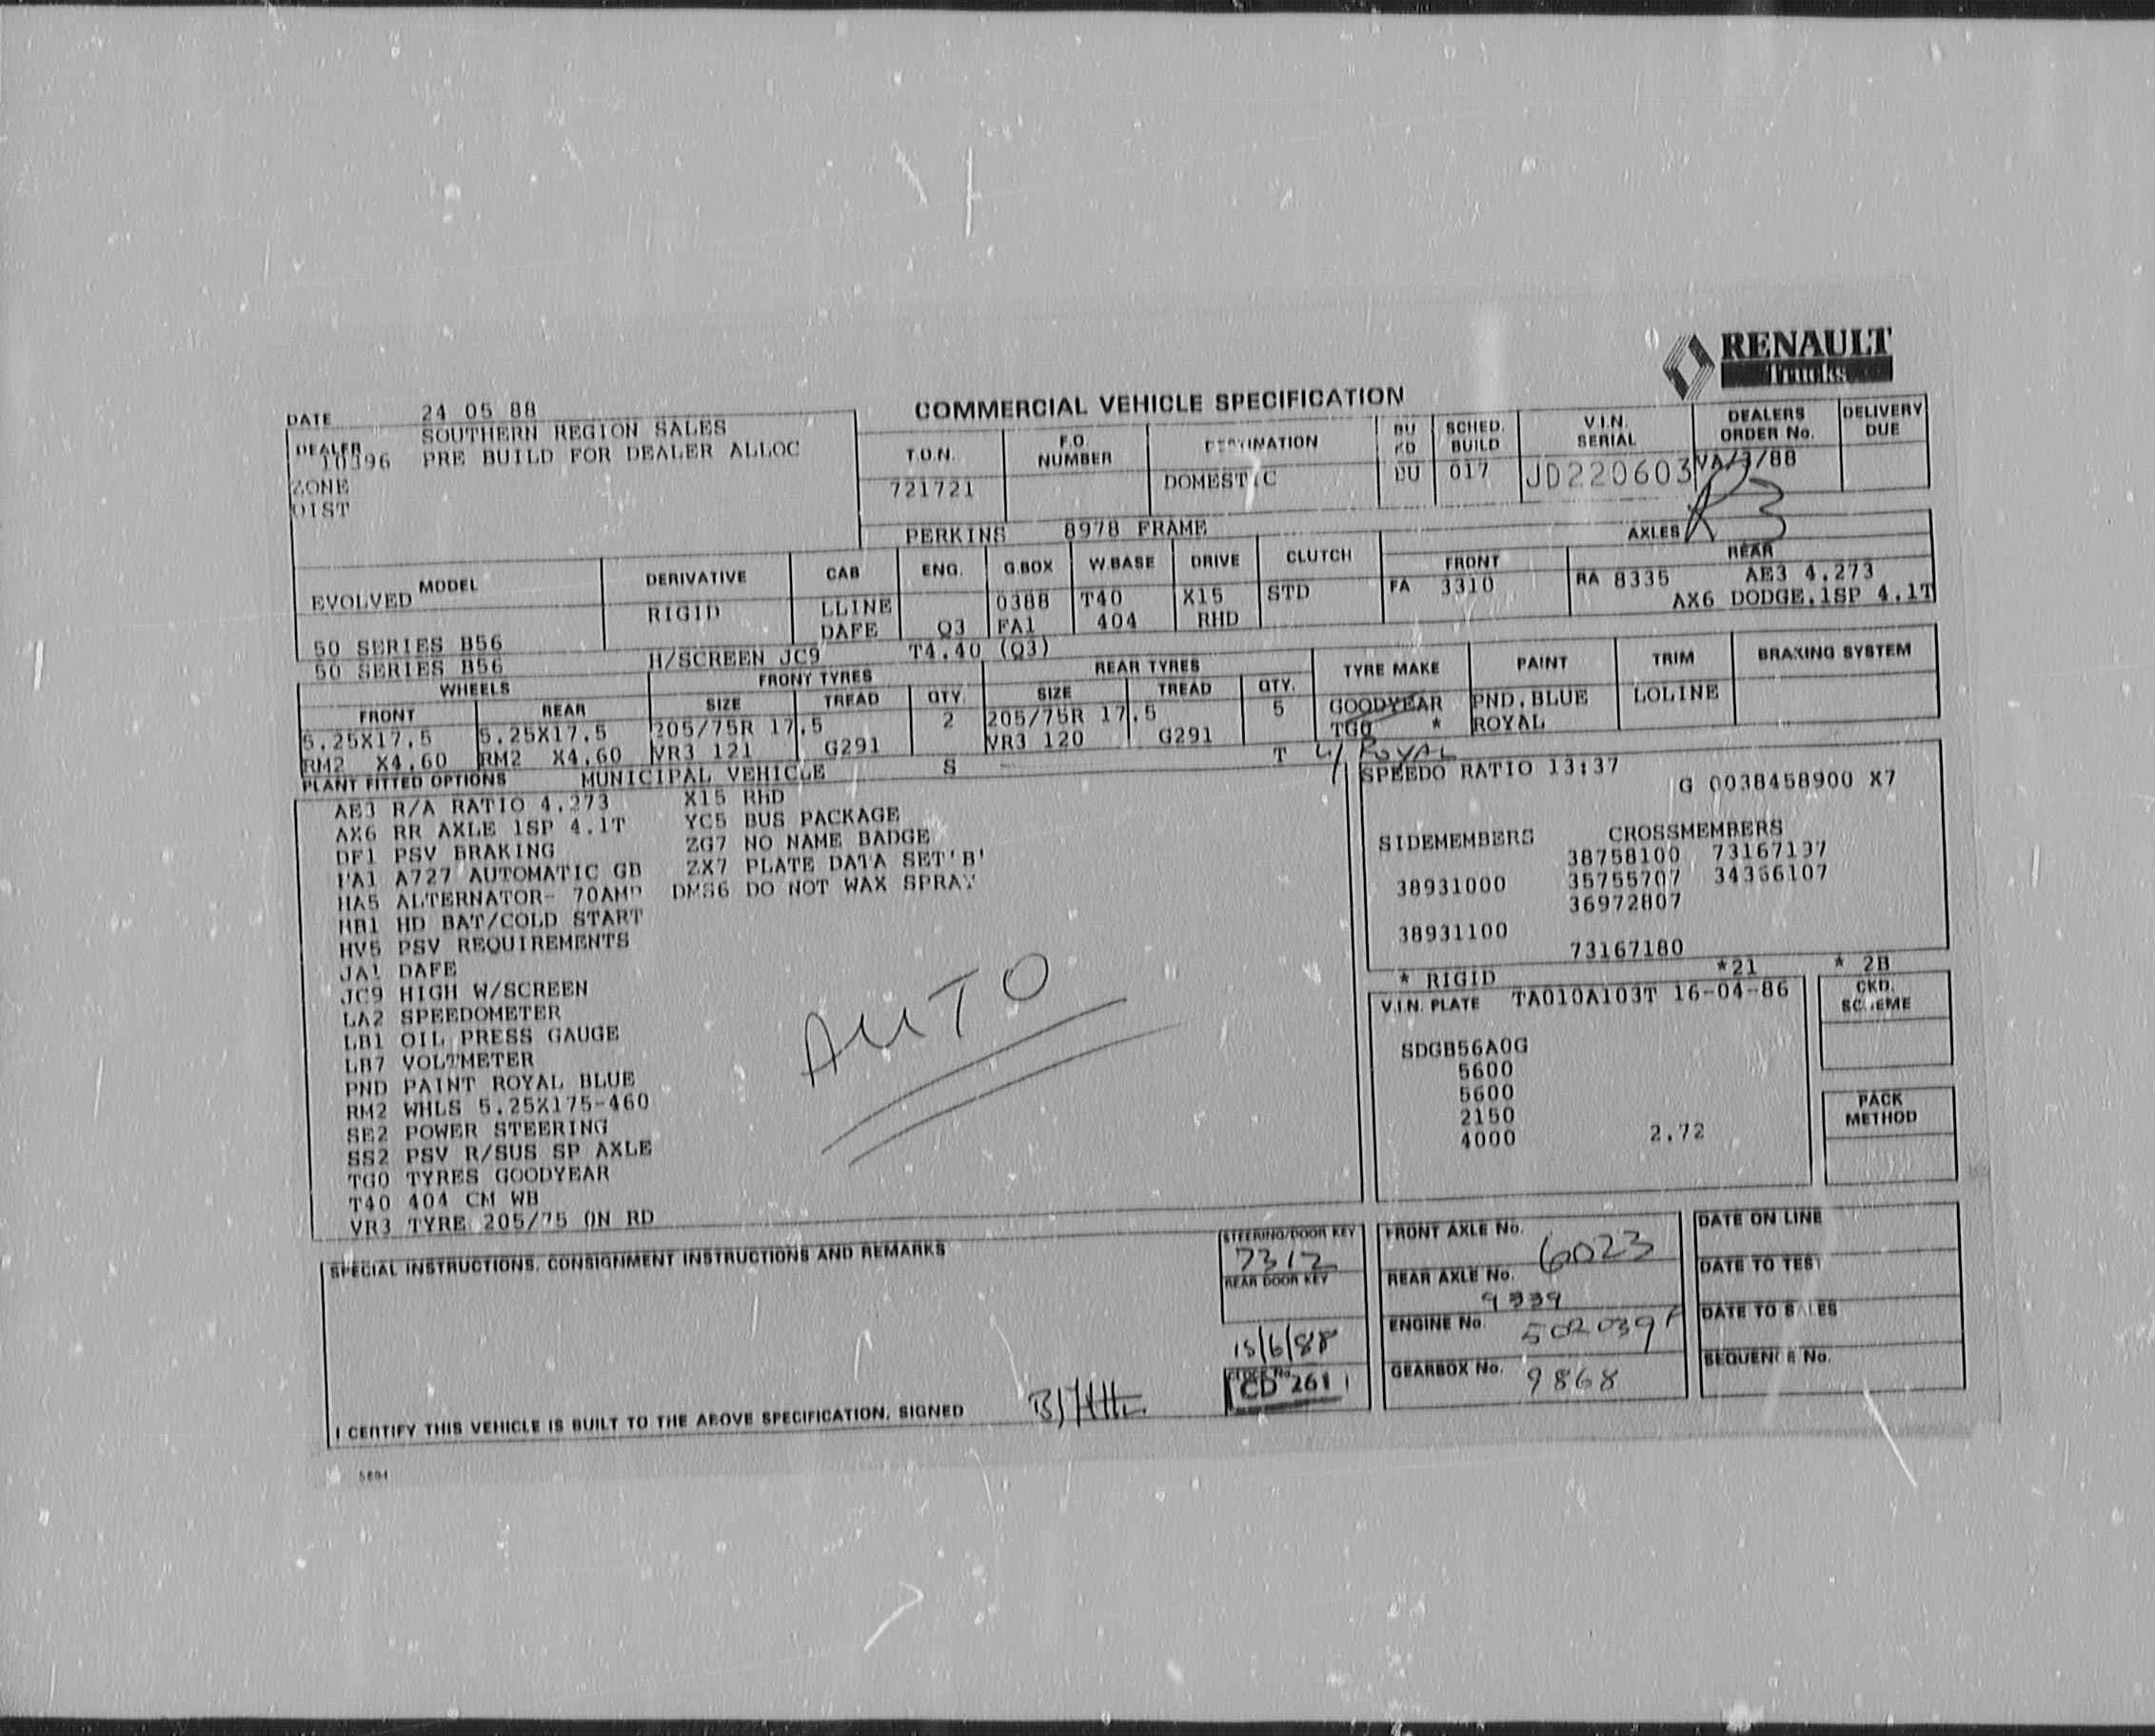 RENAULT
Trucks
COMMERCIAL VEHICLE SPECIFICATION
DATE 24 05 88
DEALER SOUTHERN REGION SALES
10396 PRE BUILD FOR DEALER ALLOC
ZONE
DIST
T.O.N. F.O. NUMBER DESTINATION BU KD SCHED. BUILD V.I.N. SERIAL DEALERS ORDER No. DELIVERY DUE
721721 DOMESTIC BU 017 JD220603 VA/3/88
PERKINS 8978 FRAME
R3
AXLES
MODEL DERIVATIVE CAB ENG. G.BOX W.BASE DRIVE CLUTCH FRONT REAR
EVOLVED RIGID LLINE 0388 T40 X15 STD FA 3310 RA 8335 AE3 4.273
50 SERIES B56 DAFE Q3 FA1 404 RHD AX6 DODGE.1SP 4.1T
50 SERIES B56 H/SCREEN JC9 T4.40 (Q3)
WHEELS FRONT TYRES REAR TYRES TYRE MAKE PAINT TRIM BRAKING SYSTEM
FRONT REAR SIZE TREAD QTY. SIZE TREAD QTY.
5.25X17.5 5.25X17.5 205/75R 17.5 2 205/75R 17.5 5 GOODYEAR PND.BLUE LOLINE
RM2 X4.60 RM2 X4.60 VR3 121 G291 VR3 120 G291 TG0 * ROYAL
PLANT FITTED OPTIONS MUNICIPAL VEHICLE S T ROYAL
AE3 R/A RATIO 4.273 X15 RHD
AX6 RR AXLE 1SP 4.1T YC5 BUS PACKAGE
DF1 PSV BRAKING ZG7 NO NAME BADGE
FA1 A727 AUTOMATIC GB ZX7 PLATE DATA SET'B'
HA5 ALTERNATOR- 70AMP DMS6 DO NOT WAX SPRAY
HB1 HD BAT/COLD START
HV5 PSV REQUIREMENTS
JA1 DAFE
JC9 HIGH W/SCREEN
LA2 SPEEDOMETER
LB1 OIL PRESS GAUGE
LB7 VOLTMETER
PND PAINT ROYAL BLUE
RM2 WHLS 5.25X175-460
SE2 POWER STEERING
SS2 PSV R/SUS SP AXLE
TG0 TYRES GOODYEAR
T40 404 CM WB
VR3 TYRE 205/75 ON RD
AUTO
SPEEDO RATIO 13:37
G 0038458900 X7
SIDEMEMBERS CROSSMEMBERS
38758100 73167137
38931000 35755707 34366107
36972807
38931100
73167180
* RIGID *21 * 2B
V.I.N. PLATE TA010A103T 16-04-86
SDGB56A0G
5600
5600
2150
4000 2.72
CKD. SCHEME
PACK METHOD
SPECIAL INSTRUCTIONS, CONSIGNMENT INSTRUCTIONS AND REMARKS
STEERING/DOOR KEY
7312
REAR DOOR KEY
15/6/88
STOCK No.
CD 2611
FRONT AXLE No. 6023
REAR AXLE No.
9339
ENGINE No. 502039P
GEARBOX No. 9868
DATE ON LINE
DATE TO TEST
DATE TO SALES
SEQUENCE No.
I CERTIFY THIS VEHICLE IS BUILT TO THE ABOVE SPECIFICATION, SIGNED
5894